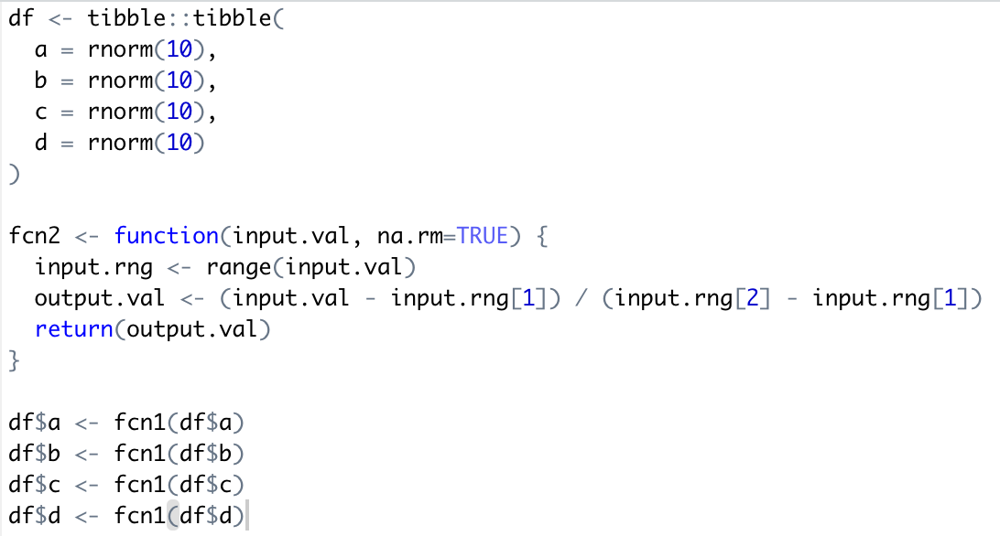 df <- tibble::tibble(
  a = rnorm(10),
  b = rnorm(10),
  c = rnorm(10),
  d = rnorm(10)
)

fcn2 <- function(input.val, na.rm=TRUE) {
  input.rng <- range(input.val)
  output.val <- (input.val - input.rng[1]) / (input.rng[2] - input.rng[1])
  return(output.val)
}

df$a <- fcn1(df$a)
df$b <- fcn1(df$b)
df$c <- fcn1(df$c)
df$d <- fcn1(df$d)